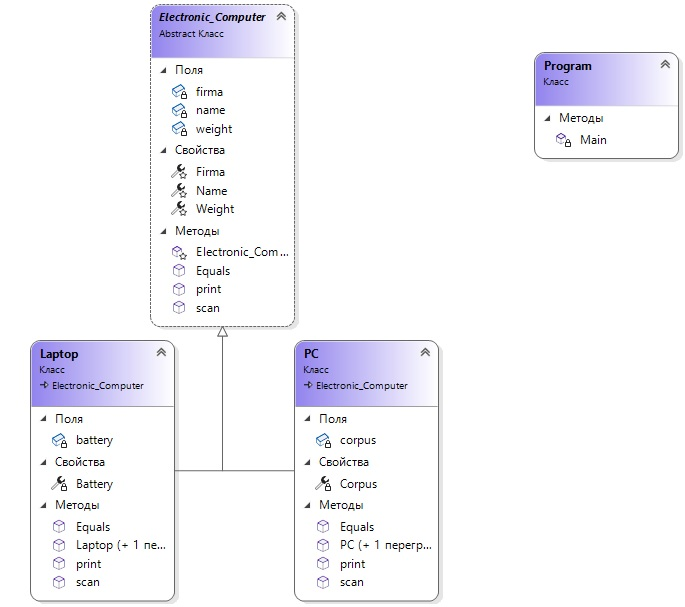 Electronic_Computer
Abstract Класс
Поля
firma
name
weight
Свойства
Firma
Name
Weight
Методы
Electronic_Com...
Equals
print
scan
Program
Класс
Методы
Main
Laptop
Класс
Electronic_Computer
Поля
battery
Свойства
Battery
Методы
Equals
Laptop (+ 1 пе...
print
scan
PC
Класс
Electronic_Computer
Поля
corpus
Свойства
Corpus
Методы
Equals
PC (+ 1 перегр...
print
scan